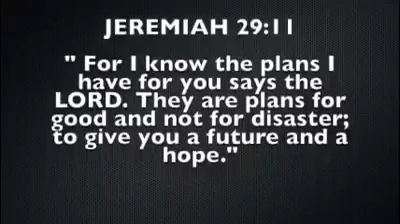 JEREMIAH 29:11
" For I know the plans I
have for you says the
LORD. They are plans for
good and not for disaster;
to give you a future and a
hope."